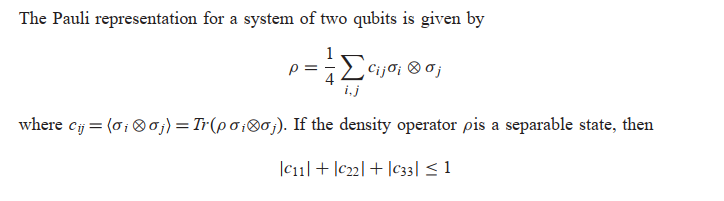 The Pauli representation for a system of two qubits is given by
ρ = 1/4 ∑_{i,j} c_{ij}σ_i ⊗ σ_j
where c_{ij} = ⟨σ_i ⊗ σ_j⟩ = Tr(ρ σ_i⊗σ_j). If the density operator ρis a separable state, then
|c_{11}| + |c_{22}| + |c_{33}| ≤ 1